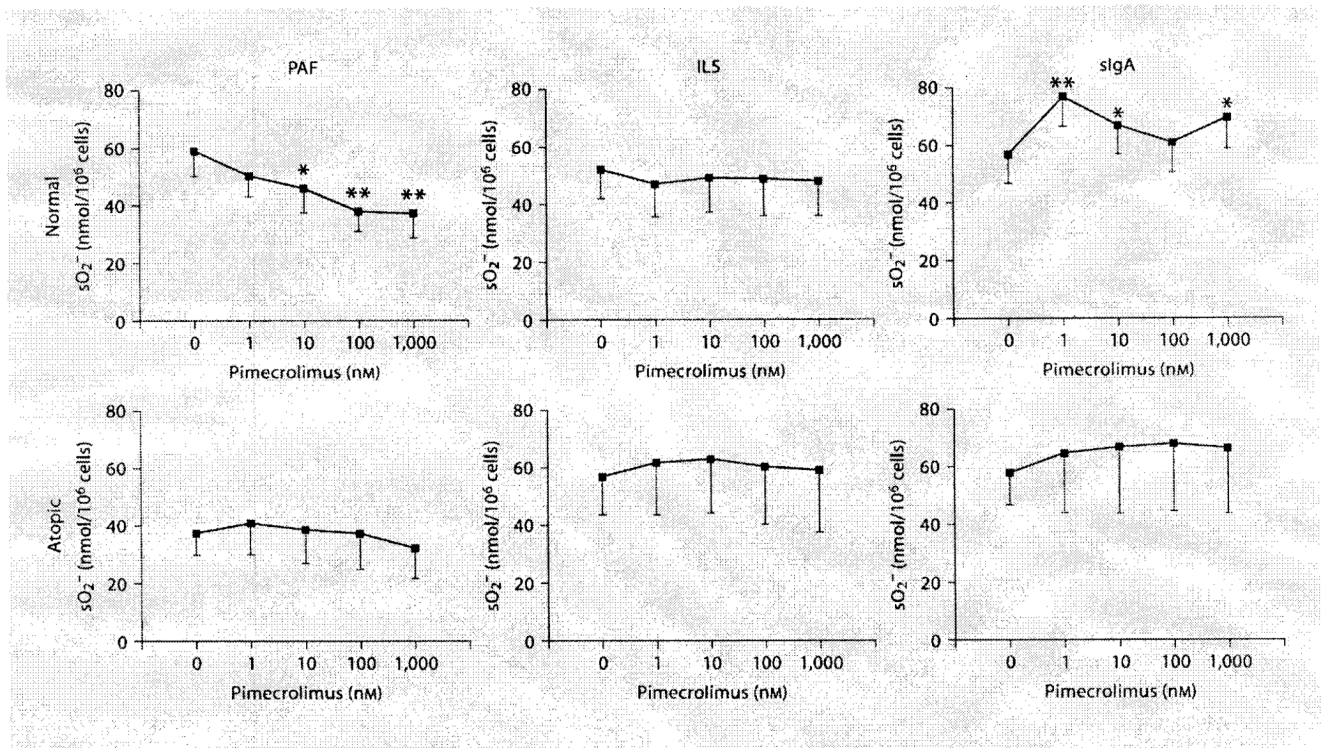 PAF
IL5
sIgA
Normal
sO₂⁻ (nmol/10⁶ cells)
80
60
40
20
0
*
**
**
0 1 10 100 1,000
Pimecrolimus (nM)
sO₂⁻ (nmol/10⁶ cells)
80
60
40
20
0
0 1 10 100 1,000
Pimecrolimus (nM)
sO₂⁻ (nmol/10⁶ cells)
80
60
40
20
0
**
*
*
0 1 10 100 1,000
Pimecrolimus (nM)
Atopic
sO₂⁻ (nmol/10⁶ cells)
80
60
40
20
0
0 1 10 100 1,000
Pimecrolimus (nM)
sO₂⁻ (nmol/10⁶ cells)
80
60
40
20
0
0 1 10 100 1,000
Pimecrolimus (nM)
sO₂⁻ (nmol/10⁶ cells)
80
60
40
20
0
0 1 10 100 1,000
Pimecrolimus (nM)